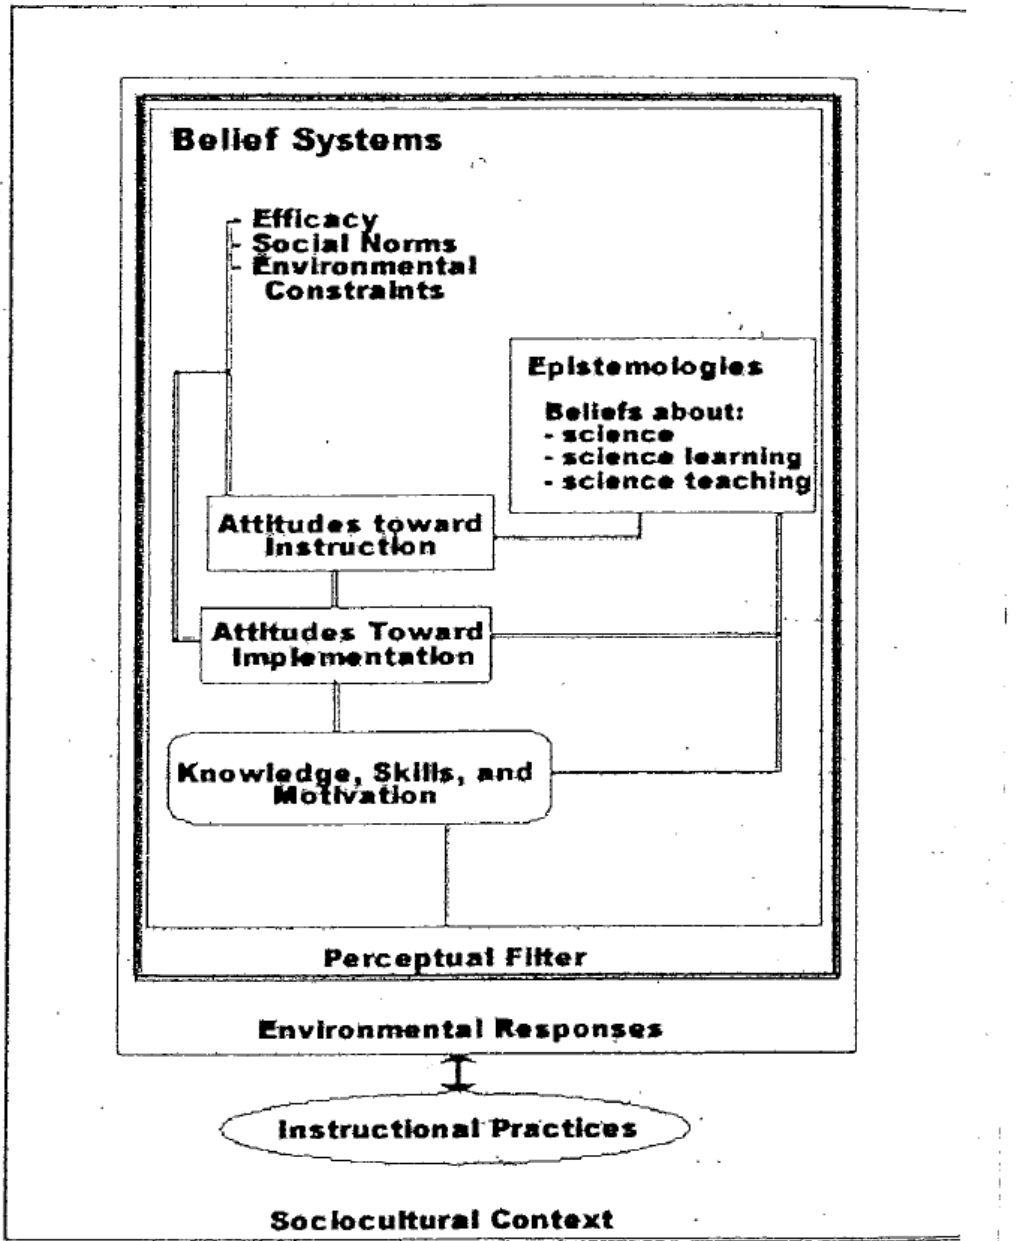 Belief Systems
- Efficacy
- Social Norms
- Environmental
Constraints
Epistemologies
Beliefs about:
- science
- science learning
- science teaching
Attitudes toward
Instruction
Attitudes Toward
Implementation
Knowledge, Skills, and
Motivation
Perceptual Filter
Environmental Responses
Instructional Practices
Sociocultural Context